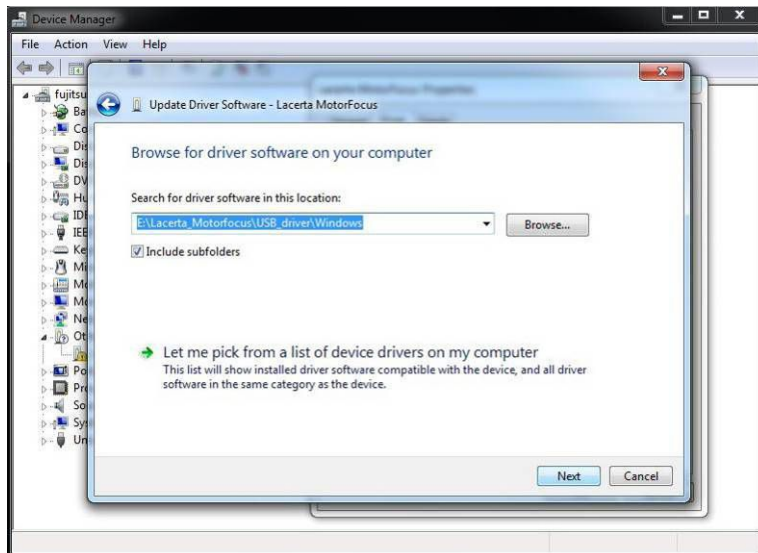 Device Manager
File Action View Help
fujitsu
Update Driver Software - Lacerta MotorFocus
Browse for driver software on your computer
Search for driver software in this location:
E:\Lacerta_Motorfocus\USB_driver\Windows
Browse...
Include subfolders
Let me pick from a list of device drivers on my computer
This list will show installed driver software compatible with the device, and all driver
software in the same category as the device.
Next Cancel